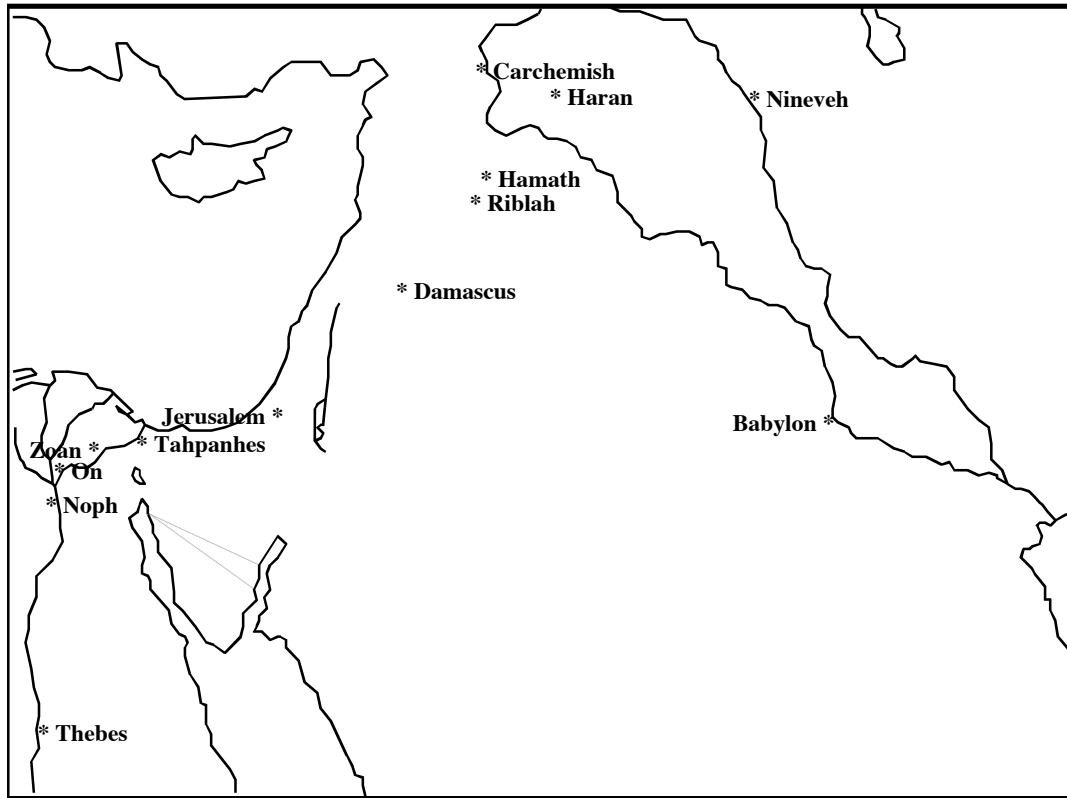 * Carchemish
* Haran
* Nineveh
* Hamath
* Riblah
* Damascus
Jerusalem *
Babylon *
* Tahpanhes
Zoan *
* On
* Noph
* Thebes